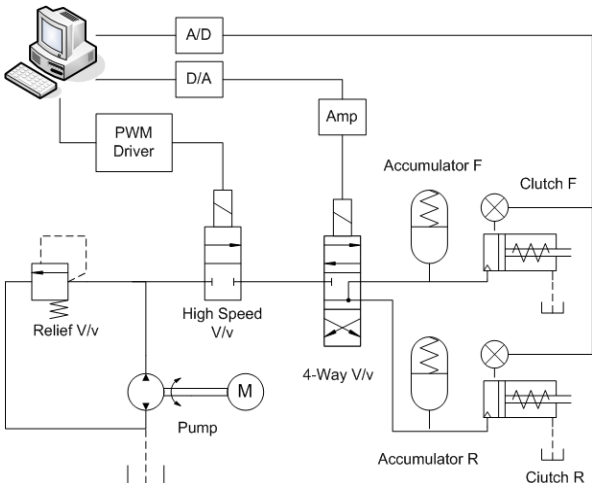 A/D
D/A
PWM
Driver
Amp
Accumulator F
Clutch F
Relief V/v
High Speed
V/v
4-Way V/v
M
Pump
Accumulator R
Clutch R